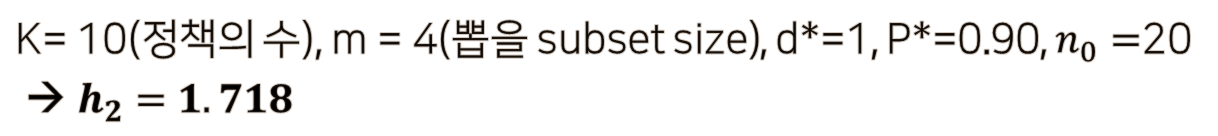 K= 10(정책의 수), m = 4(뽑을 subset size), d*=1, P*=0.90, n₀ =20
→ h₂ = 1.718